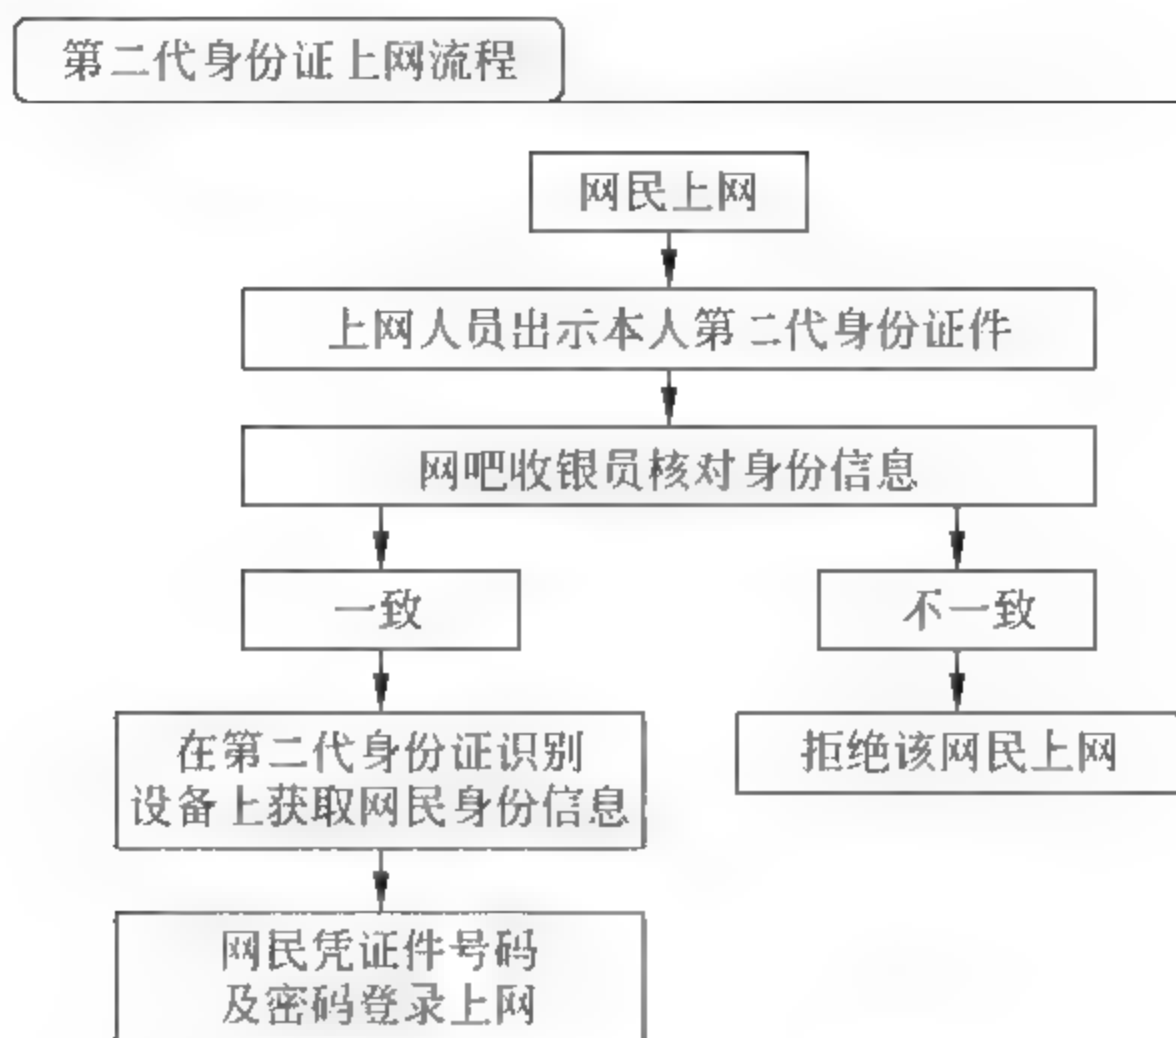 第二代身份证上网流程
网民上网
上网人员出示本人第二代身份证件
网吧收银员核对身份信息
一致
不一致
在第二代身份证识别
设备上获取网民身份信息
拒绝该网民上网
网民凭证件号码
及密码登录上网